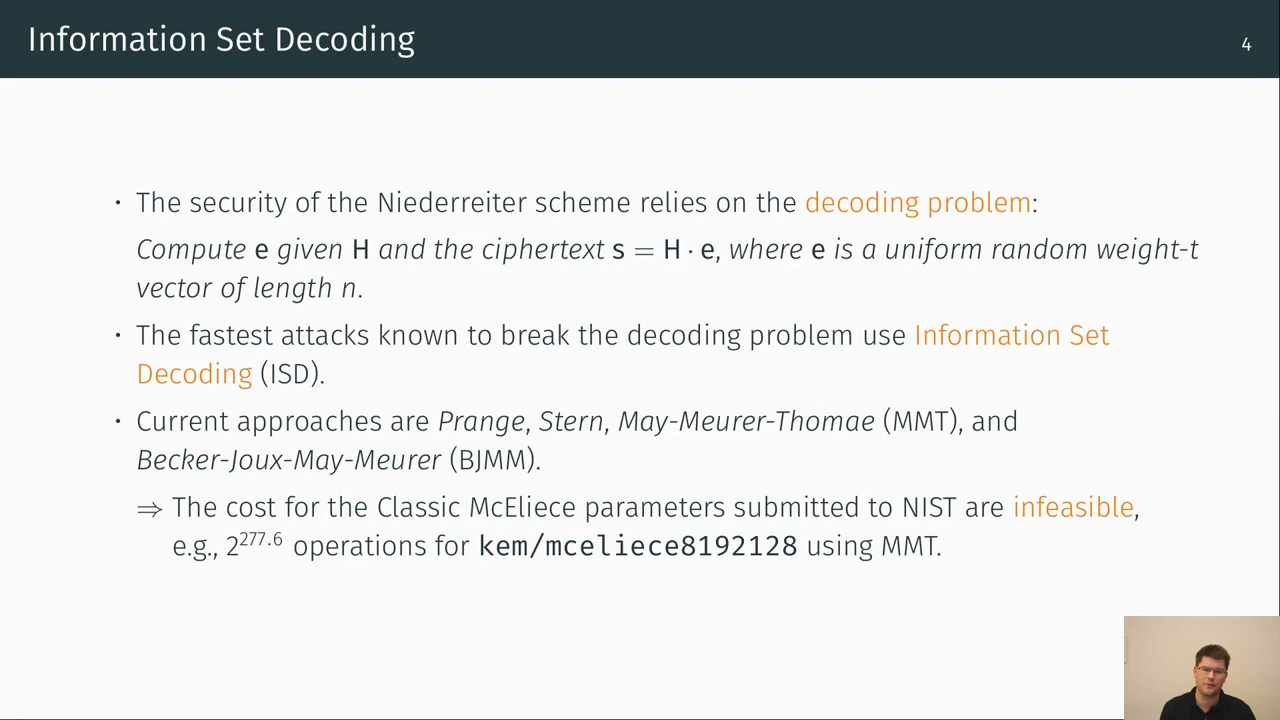 Information Set Decoding
4
• The security of the Niederreiter scheme relies on the decoding problem:
Compute e given H and the ciphertext s = H · e, where e is a uniform random weight-t
vector of length n.
• The fastest attacks known to break the decoding problem use Information Set
Decoding (ISD).
• Current approaches are Prange, Stern, May-Meurer-Thomae (MMT), and
Becker-Joux-May-Meurer (BJMM).
⇒ The cost for the Classic McEliece parameters submitted to NIST are infeasible,
e.g., 2^277.6 operations for kem/mceliece8192128 using MMT.